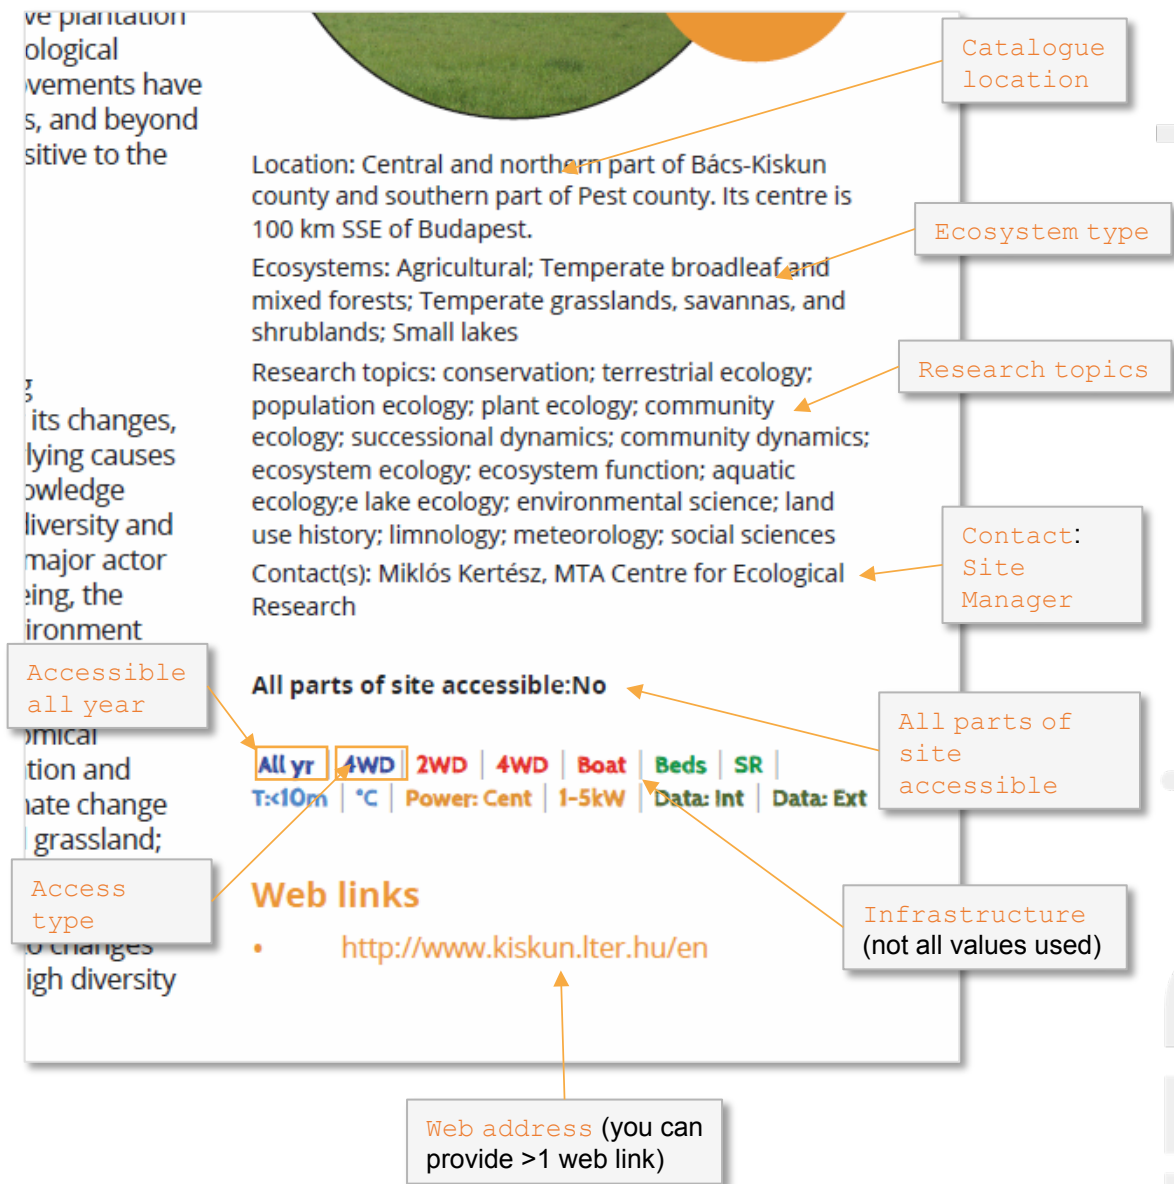 ve plantation
ological
vements have
s, and beyond
sitive to the
g
its changes,
lying causes
owledge
liversity and
major actor
eing, the
ironment
omical
ation and
nate change
grassland;
o changes
igh diversity
Location: Central and northern part of Bács-Kiskun
county and southern part of Pest county. Its centre is
100 km SSE of Budapest.
Ecosystems: Agricultural; Temperate broadleaf and
mixed forests; Temperate grasslands, savannas, and
shrublands; Small lakes
Research topics: conservation; terrestrial ecology;
population ecology; plant ecology; community
ecology; successional dynamics; community dynamics;
ecosystem ecology; ecosystem function; aquatic
ecology;e lake ecology; environmental science; land
use history; limnology; meteorology; social sciences
Contact(s): Miklós Kertész, MTA Centre for Ecological
Research
All parts of site accessible:No
All yr | 4WD | 2WD | 4WD | Boat | Beds | SR |
T:<10m | °C | Power: Cent | 1-5kW | Data: Int | Data: Ext
Web links
• http://www.kiskun.lter.hu/en
Catalogue
location
Ecosystem type
Research topics
Contact:
Site
Manager
All parts of
site
accessible
Infrastructure
(not all values used)
Accessible
all year
Access
type
Web address (you can
provide >1 web link)